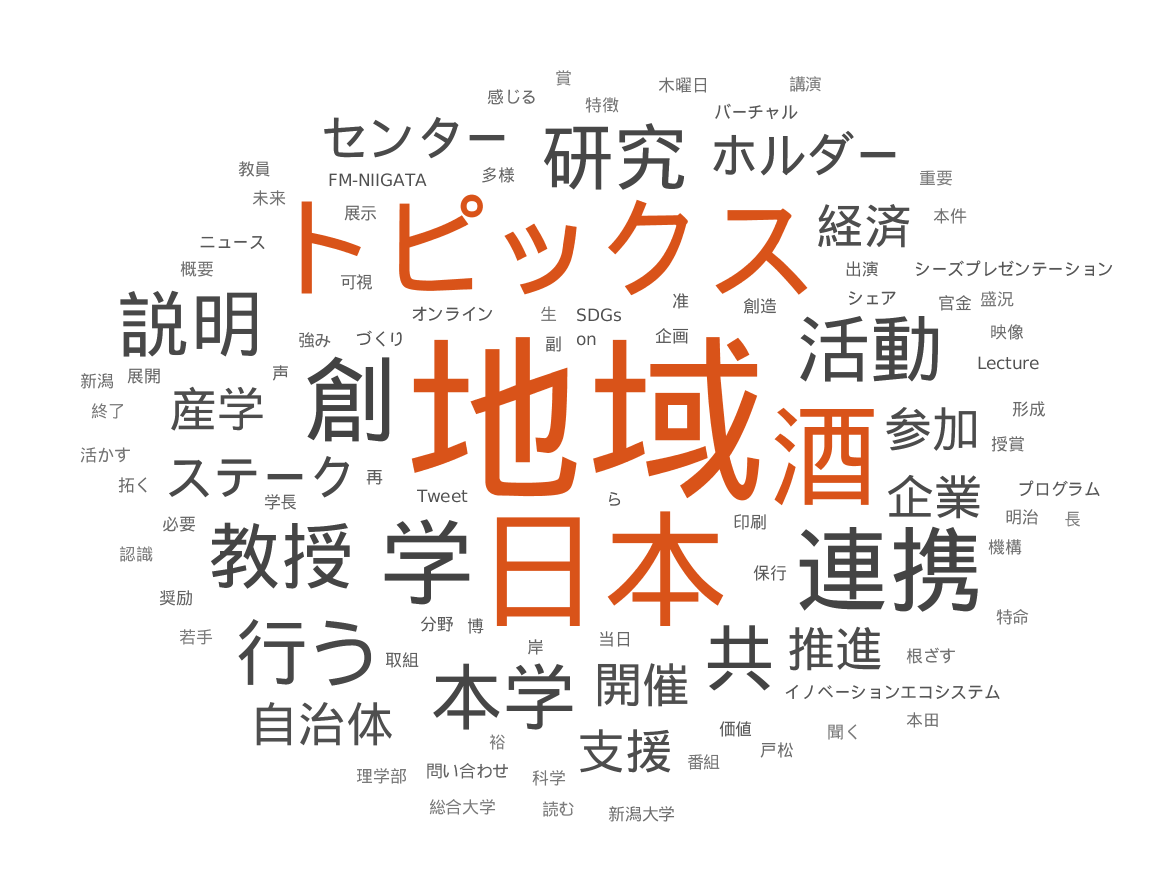 賞
木曜日
講演
感じる
特徴
バーチャル
センター
研究
ホルダー
教員
FM-NIIGATA
多様
重要
未来
展示
トピックス
経済
本件
ニュース
概要
可視
出演
シーズプレゼンテーション
説明
オンライン
生
SDGs
准
創造
シェア
官金
盛況
強み
づくり
副
on
企画
活動
映像
Lecture
新潟
展開
声
創
地域
酒
参加
形成
終了
産学
授賞
活かす
ステーク
再
企業
プログラム
拓く
学長
Tweet
ら
印刷
明治
長
必要
教授
学
日本
連携
機構
認識
保行
奨励
特命
若手
行う
分野
博
当日
共
推進
根ざす
取組
岸
本学
開催
イノベーションエコシステム
自治体
価値
本田
裕
支援
戸松
聞く
理学部
問い合わせ
科学
番組
総合大学
読む
新潟大学